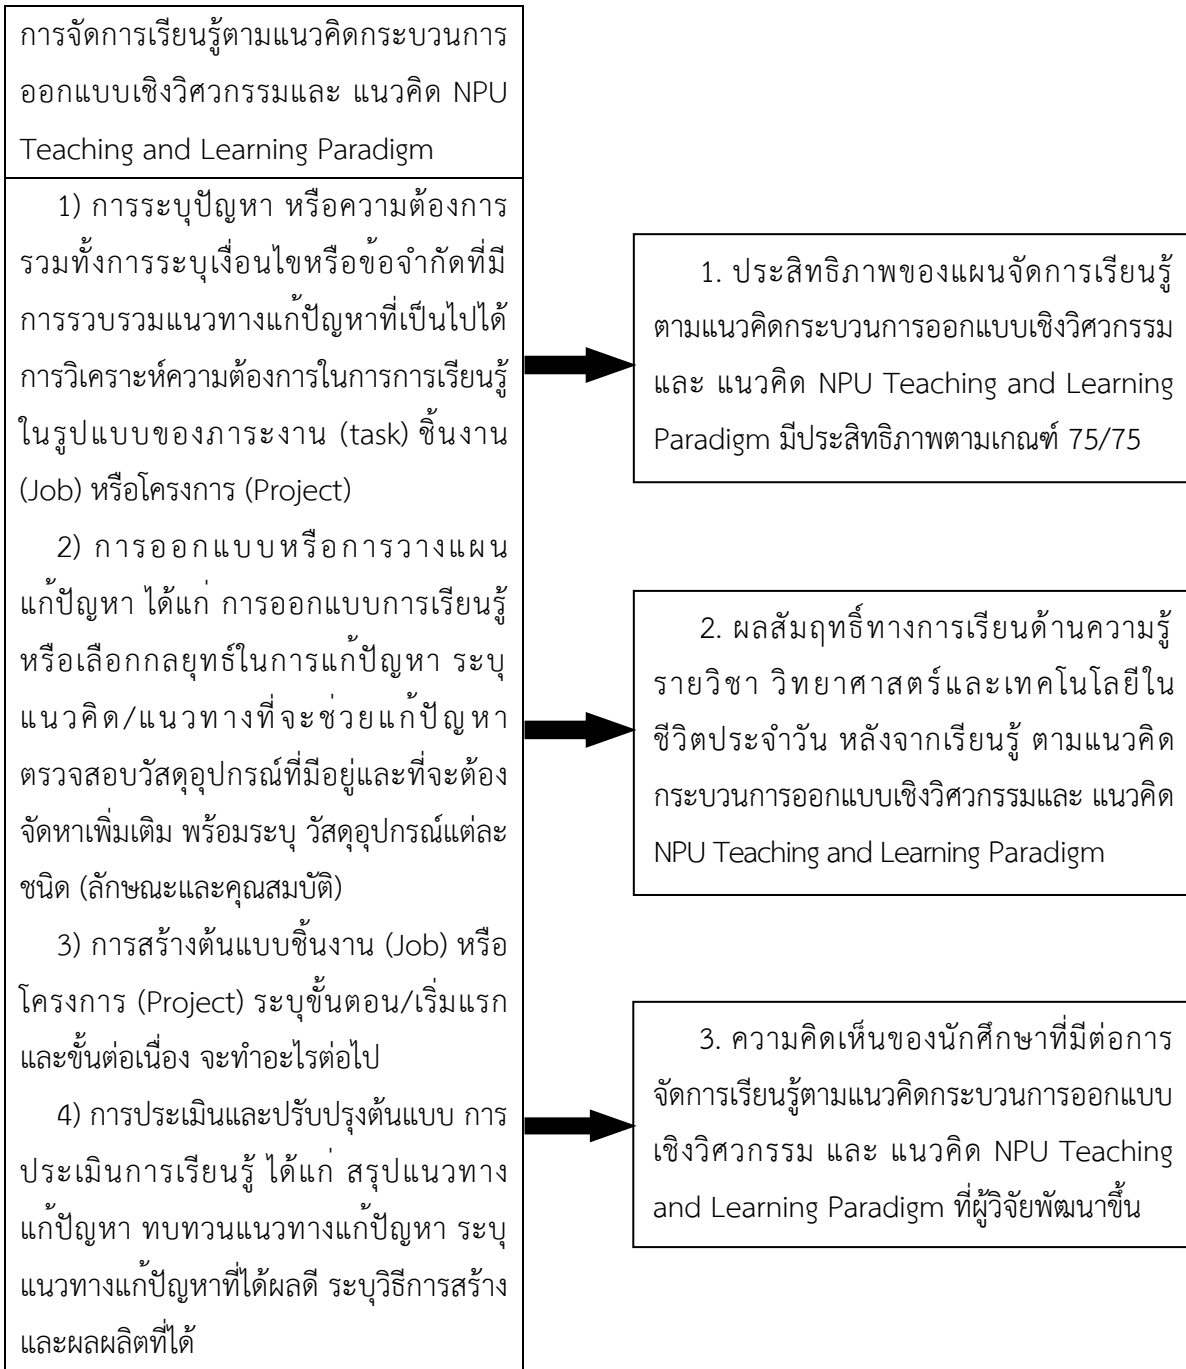 การจัดการเรียนรู้ตามแนวคิดกระบวนการ
ออกแบบเชิงวิศวกรรมและ แนวคิด NPU
Teaching and Learning Paradigm
1) การระบุปัญหา หรือความต้องการ
รวมทั้งการระบุเงื่อนไขหรือข้อจำกัดที่มี
การรวบรวมแนวทางแก้ปัญหาที่เป็นไปได้
การวิเคราะห์ความต้องการในการการเรียนรู้
ในรูปแบบของภาระงาน (task) ชิ้นงาน
(Job) หรือโครงการ (Project)
2) การออกแบบหรือการวางแผน
แก้ปัญหา ได้แก่ การออกแบบการเรียนรู้
หรือเลือกกลยุทธ์ในการแก้ปัญหา ระบุ
แนวคิด/แนวทางที่จะช่วยแก้ปัญหา
ตรวจสอบวัสดุอุปกรณ์ที่มีอยู่และที่จะต้อง
จัดหาเพิ่มเติม พร้อมระบุ วัสดุอุปกรณ์แต่ละ
ชนิด (ลักษณะและคุณสมบัติ)
3) การสร้างต้นแบบชิ้นงาน (Job) หรือ
โครงการ (Project) ระบุขั้นตอน/เริ่มแรก
และขั้นต่อเนื่อง จะทำอะไรต่อไป
4) การประเมินและปรับปรุงต้นแบบ การ
ประเมินการเรียนรู้ ได้แก่ สรุปแนวทาง
แก้ปัญหา ทบทวนแนวทางแก้ปัญหา ระบุ
แนวทางแก้ปัญหาที่ได้ผลดี ระบุวิธีการสร้าง
และผลผลิตที่ได้
1. ประสิทธิภาพของแผนจัดการเรียนรู้
ตามแนวคิดกระบวนการออกแบบเชิงวิศวกรรม
และ แนวคิด NPU Teaching and Learning
Paradigm มีประสิทธิภาพตามเกณฑ์ 75/75
2. ผลสัมฤทธิ์ทางการเรียนด้านความรู้
รายวิชา วิทยาศาสตร์และเทคโนโลยีใน
ชีวิตประจำวัน หลังจากเรียนรู้ ตามแนวคิด
กระบวนการออกแบบเชิงวิศวกรรมและ แนวคิด
NPU Teaching and Learning Paradigm
3. ความคิดเห็นของนักศึกษาที่มีต่อการ
จัดการเรียนรู้ตามแนวคิดกระบวนการออกแบบ
เชิงวิศวกรรม และ แนวคิด NPU Teaching
and Learning Paradigm ที่ผู้วิจัยพัฒนาขึ้น